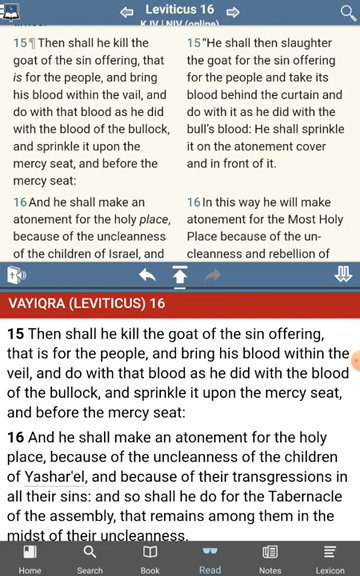 Leviticus 16
KJV | NIV (online)
15¶ Then shall he kill the
goat of the sin offering, that
is for the people, and bring
his blood within the vail, and
do with that blood as he did
with the blood of the bullock,
and sprinkle it upon the
mercy seat, and before the
mercy seat:
16 And he shall make an
atonement for the holy place,
because of the uncleanness
of the children of Israel, and
15 “He shall then slaughter
the goat for the sin offering
for the people and take its
blood behind the curtain and
do with it as he did with the
bull’s blood: He shall sprinkle
it on the atonement cover
and in front of it.
16 In this way he will make
atonement for the Most Holy
Place because of the un-
cleanness and rebellion of
VAYIQRA (LEVITICUS) 16
15 Then shall he kill the goat of the sin offering,
that is for the people, and bring his blood within the
veil, and do with that blood as he did with the blood
of the bullock, and sprinkle it upon the mercy seat,
and before the mercy seat:
16 And he shall make an atonement for the holy
place, because of the uncleanness of the children
of Yashar'el, and because of their transgressions in
all their sins: and so shall he do for the Tabernacle
of the assembly, that remains among them in the
midst of their uncleanness.
Home
Search
Book
Read
Notes
Lexicon